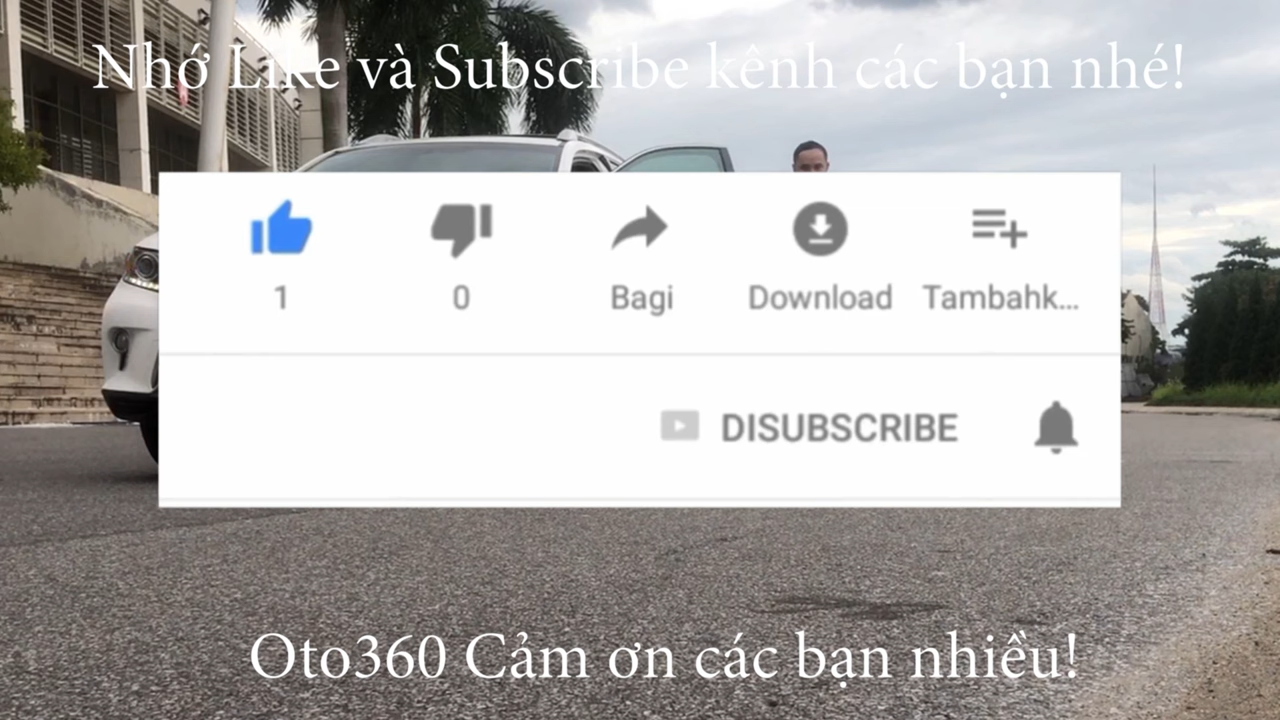 Nhớ Like và Subscribe kênh các bạn nhé!
1 0 Bagi Download Tambahk...
DISUBSCRIBE
Oto360 Cảm ơn các bạn nhiều!